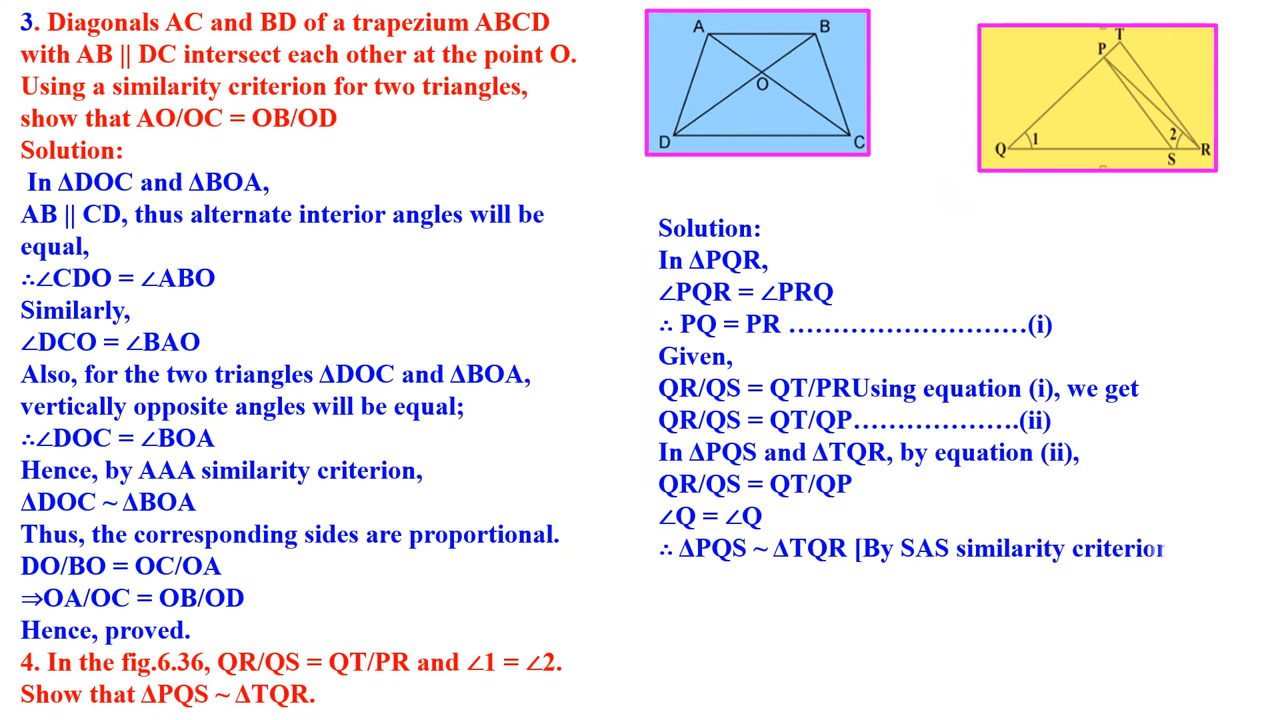 3. Diagonals AC and BD of a trapezium ABCD
with AB || DC intersect each other at the point O.
Using a similarity criterion for two triangles,
show that AO/OC = OB/OD
Solution:
In ΔDOC and ΔBOA,
AB || CD, thus alternate interior angles will be
equal,
∴∠CDO = ∠ABO
Similarly,
∠DCO = ∠BAO
Also, for the two triangles ΔDOC and ΔBOA,
vertically opposite angles will be equal;
∴∠DOC = ∠BOA
Hence, by AAA similarity criterion,
ΔDOC ~ ΔBOA
Thus, the corresponding sides are proportional.
DO/BO = OC/OA
⇒OA/OC = OB/OD
Hence, proved.
4. In the fig.6.36, QR/QS = QT/PR and ∠1 = ∠2.
Show that ΔPQS ~ ΔTQR.
A B
O
D C
T
P
Q 1 2 R
S
Solution:
In ΔPQR,
∠PQR = ∠PRQ
∴ PQ = PR ………………………(i)
Given,
QR/QS = QT/PRUsing equation (i), we get
QR/QS = QT/QP……………….(ii)
In ΔPQS and ΔTQR, by equation (ii),
QR/QS = QT/QP
∠Q = ∠Q
∴ ΔPQS ~ ΔTQR [By SAS similarity criterion